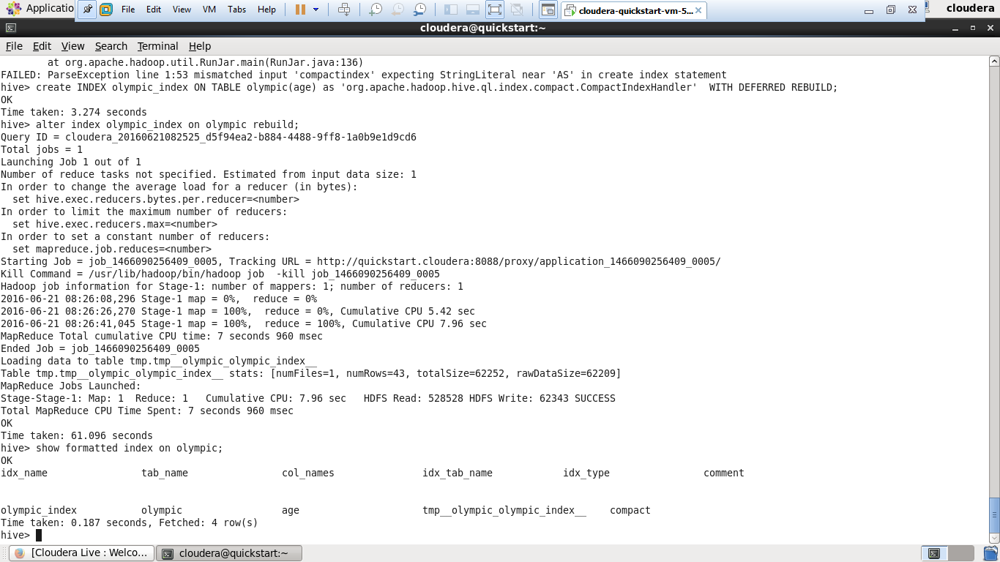 Applicatio File Edit View VM Tabs Help cloudera-quickstart-vm-5... cloudera
cloudera@quickstart:~
File Edit View Search Terminal Help
        at org.apache.hadoop.util.RunJar.main(RunJar.java:136)
FAILED: ParseException line 1:53 mismatched input 'compactindex' expecting StringLiteral near 'AS' in create index statement
hive> create INDEX olympic_index ON TABLE olympic(age) as 'org.apache.hadoop.hive.ql.index.compact.CompactIndexHandler'  WITH DEFERRED REBUILD;
OK
Time taken: 3.274 seconds
hive> alter index olympic_index on olympic rebuild;
Query ID = cloudera_20160621082525_d5f94ea2-b884-4488-9ff8-1a0b9e1d9cd6
Total jobs = 1
Launching Job 1 out of 1
Number of reduce tasks not specified. Estimated from input data size: 1
In order to change the average load for a reducer (in bytes):
  set hive.exec.reducers.bytes.per.reducer=<number>
In order to limit the maximum number of reducers:
  set hive.exec.reducers.max=<number>
In order to set a constant number of reducers:
  set mapreduce.job.reduces=<number>
Starting Job = job_1466090256409_0005, Tracking URL = http://quickstart.cloudera:8088/proxy/application_1466090256409_0005/
Kill Command = /usr/lib/hadoop/bin/hadoop job  -kill job_1466090256409_0005
Hadoop job information for Stage-1: number of mappers: 1; number of reducers: 1
2016-06-21 08:26:08,296 Stage-1 map = 0%,  reduce = 0%
2016-06-21 08:26:26,270 Stage-1 map = 100%,  reduce = 0%, Cumulative CPU 5.42 sec
2016-06-21 08:26:41,045 Stage-1 map = 100%,  reduce = 100%, Cumulative CPU 7.96 sec
MapReduce Total cumulative CPU time: 7 seconds 960 msec
Ended Job = job_1466090256409_0005
Loading data to table tmp.tmp__olympic_olympic_index__
Table tmp.tmp__olympic_olympic_index__ stats: [numFiles=1, numRows=43, totalSize=62252, rawDataSize=62209]
MapReduce Jobs Launched:
Stage-Stage-1: Map: 1  Reduce: 1   Cumulative CPU: 7.96 sec   HDFS Read: 528528 HDFS Write: 62343 SUCCESS
Total MapReduce CPU Time Spent: 7 seconds 960 msec
OK
Time taken: 61.096 seconds
hive> show formatted index on olympic;
OK
idx_name                tab_name                col_names               idx_tab_name            idx_type                comment
olympic_index           olympic                 age                     tmp__olympic_olympic_index__    compact
Time taken: 0.187 seconds, Fetched: 4 row(s)
hive>
[Cloudera Live : Welco... cloudera@quickstart:~